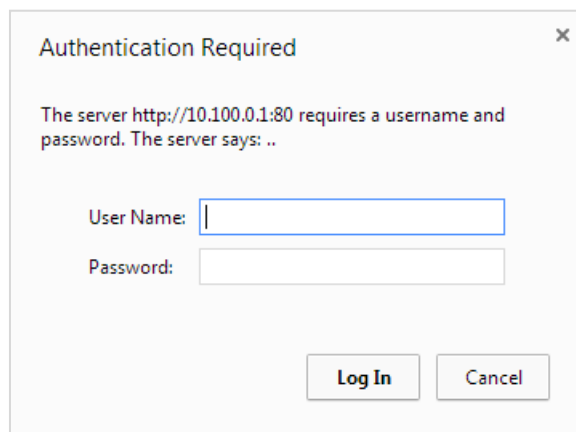 Authentication Required
The server http://10.100.0.1:80 requires a username and
password. The server says: ..
User Name:
Password:
Log In Cancel